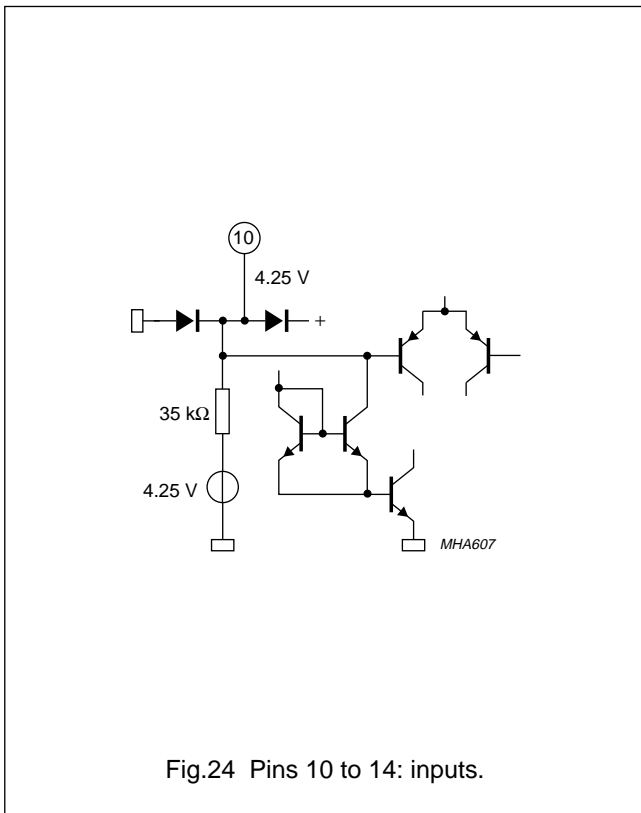 10
4.25 V
+
35 kΩ
4.25 V
MHA607
Fig.24 Pins 10 to 14: inputs.